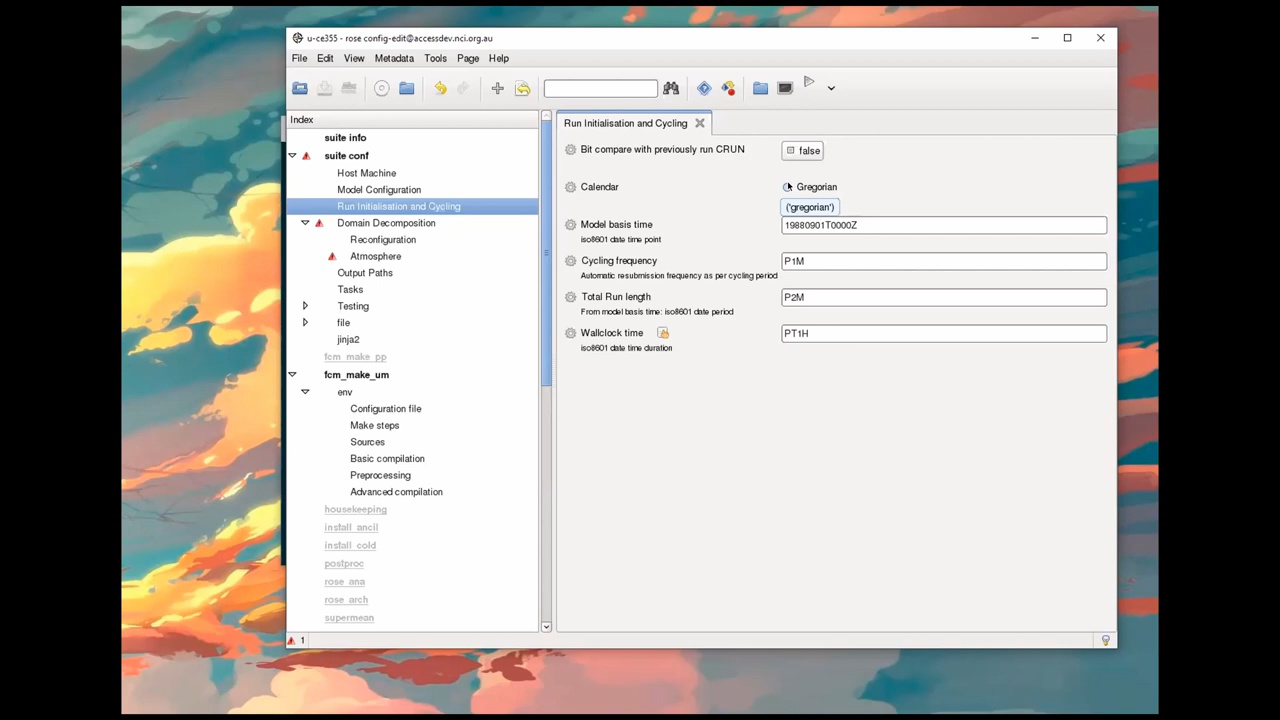 u-ce355 - rose config-edit@accessdev.nci.org.au
File Edit View Metadata Tools Page Help
Index
suite info
suite conf
Host Machine
Model Configuration
Run Initialisation and Cycling
Domain Decomposition
Reconfiguration
Atmosphere
Output Paths
Tasks
Testing
file
jinja2
fcm_make_pp
fcm_make_um
env
Configuration file
Make steps
Sources
Basic compilation
Preprocessing
Advanced compilation
housekeeping
install_ancil
install_cold
postproc
rose_ana
rose_arch
supermean
1
Run Initialisation and Cycling
Bit compare with previously run CRUN false
Calendar Gregorian
('gregorian')
Model basis time 19880901T0000Z
iso8601 date time point
Cycling frequency P1M
Automatic resubmission frequency as per cycling period
Total Run length P2M
From model basis time: iso8601 date period
Wallclock time PT1H
iso8601 date time duration